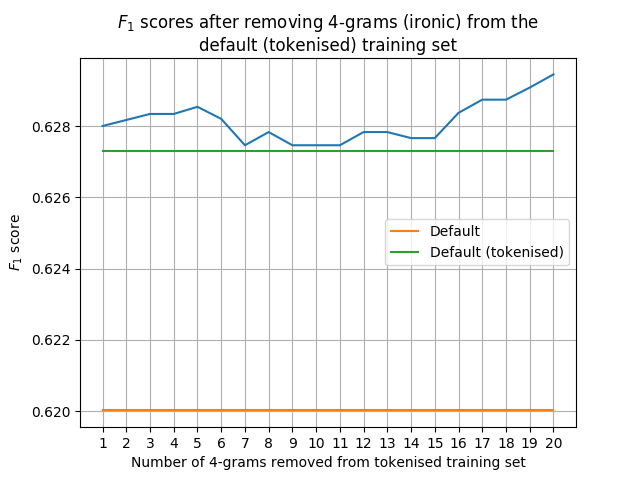 F₁ scores after removing 4-grams (ironic) from the
default (tokenised) training set
0.628
0.626
0.624
0.622
0.620
F₁ score
Default
Default (tokenised)
1 2 3 4 5 6 7 8 9 10 11 12 13 14 15 16 17 18 19 20
Number of 4-grams removed from tokenised training set